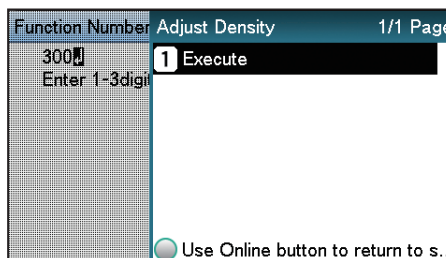 Function Number
300
Enter 1-3digi
Adjust Density 1/1 Page
1 Execute
Use Online button to return to s..